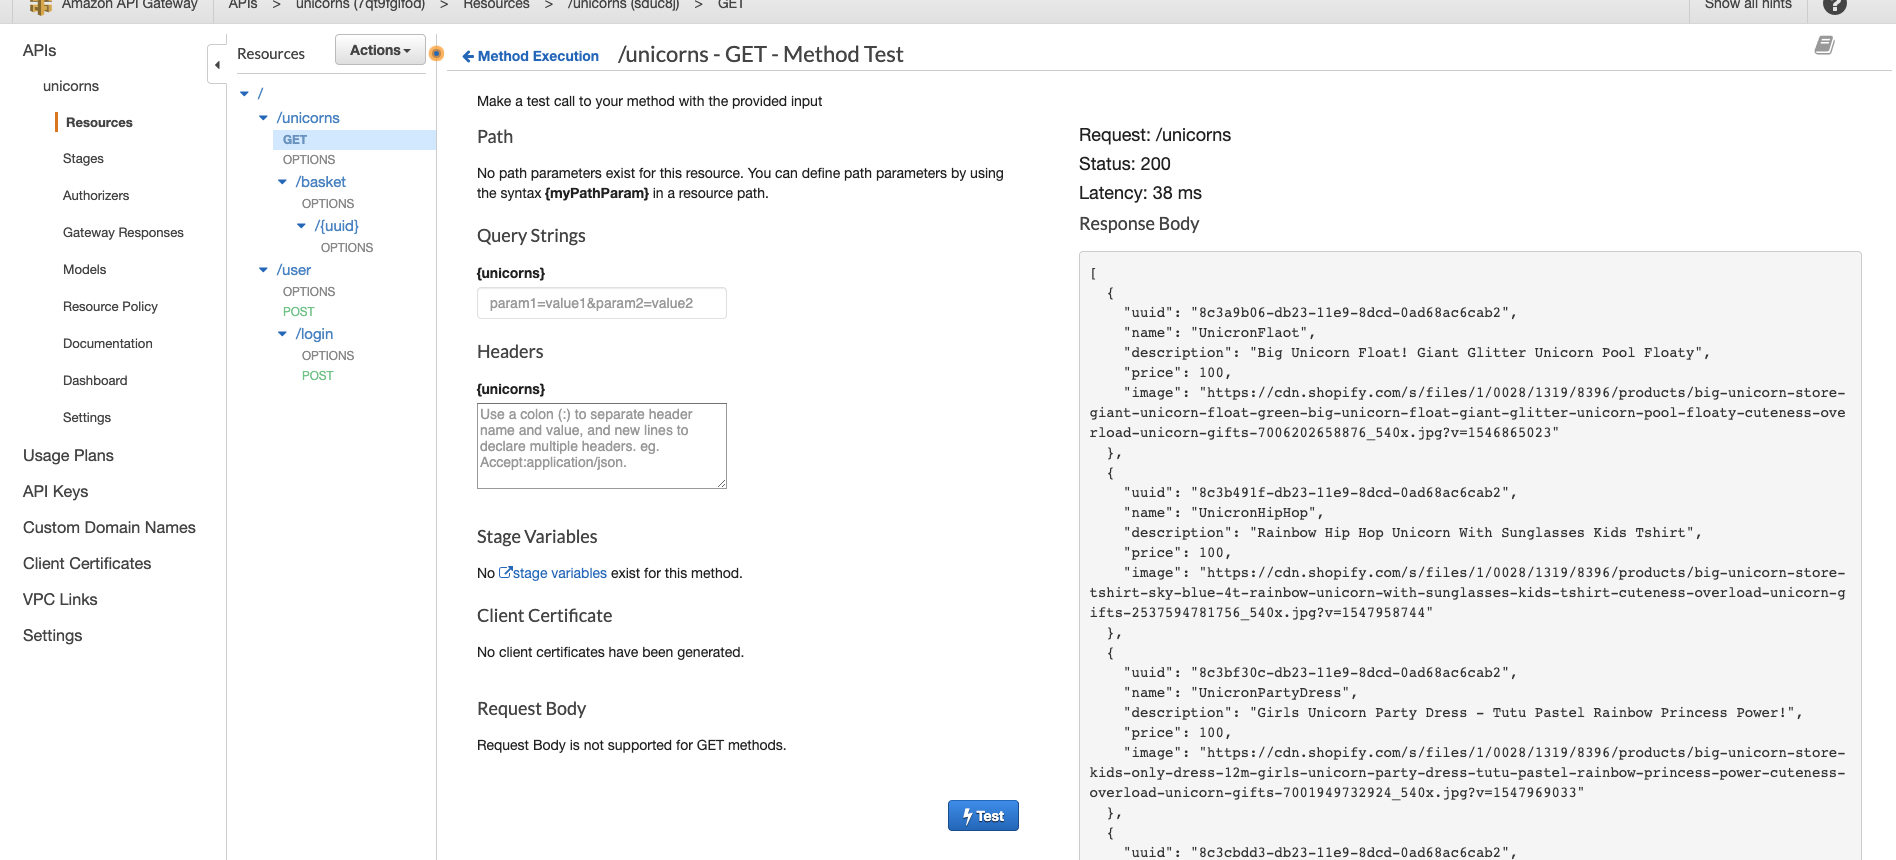 Amazon API Gateway
APIs > unicorns (7qt9fgifod) > Resources > /unicorns (sduc8j) > GET
Show all hints
?
APIs
unicorns
Resources
Stages
Authorizers
Gateway Responses
Models
Resource Policy
Documentation
Dashboard
Settings
Usage Plans
API Keys
Custom Domain Names
Client Certificates
VPC Links
Settings
Resources
Actions
/
/unicorns
GET
OPTIONS
/basket
OPTIONS
/{uuid}
OPTIONS
/user
OPTIONS
POST
/login
OPTIONS
POST
Method Execution /unicorns - GET - Method Test
Make a test call to your method with the provided input
Path
No path parameters exist for this resource. You can define path parameters by using
the syntax {myPathParam} in a resource path.
Query Strings
{unicorns}
param1=value1&param2=value2
Headers
{unicorns}
Use a colon (:) to separate header
name and value, and new lines to
declare multiple headers. eg.
Accept:application/json.
Stage Variables
No stage variables exist for this method.
Client Certificate
No client certificates have been generated.
Request Body
Request Body is not supported for GET methods.
Test
Request: /unicorns
Status: 200
Latency: 38 ms
Response Body
[
{
"uuid": "8c3a9b06-db23-11e9-8dcd-0ad68ac6cab2",
"name": "UnicronFlaot",
"description": "Big Unicorn Float! Giant Glitter Unicorn Pool Floaty",
"price": 100,
"image": "https://cdn.shopify.com/s/files/1/0028/1319/8396/products/big-unicorn-store-
giant-unicorn-float-green-big-unicorn-float-giant-glitter-unicorn-pool-floaty-cuteness-ove
rload-unicorn-gifts-7006202658876_540x.jpg?v=1546865023"
},
{
"uuid": "8c3b491f-db23-11e9-8dcd-0ad68ac6cab2",
"name": "UnicronHipHop",
"description": "Rainbow Hip Hop Unicorn With Sunglasses Kids Tshirt",
"price": 100,
"image": "https://cdn.shopify.com/s/files/1/0028/1319/8396/products/big-unicorn-store-
tshirt-sky-blue-4t-rainbow-unicorn-with-sunglasses-kids-tshirt-cuteness-overload-unicorn-g
ifts-2537594781756_540x.jpg?v=1547958744"
},
{
"uuid": "8c3bf30c-db23-11e9-8dcd-0ad68ac6cab2",
"name": "UnicronPartyDress",
"description": "Girls Unicorn Party Dress - Tutu Pastel Rainbow Princess Power!",
"price": 100,
"image": "https://cdn.shopify.com/s/files/1/0028/1319/8396/products/big-unicorn-store-
kids-only-dress-12m-girls-unicorn-party-dress-tutu-pastel-rainbow-princess-power-cuteness-
overload-unicorn-gifts-7001949732924_540x.jpg?v=1547969033"
},
{
"uuid": "8c3cbdd3-db23-11e9-8dcd-0ad68ac6cab2",